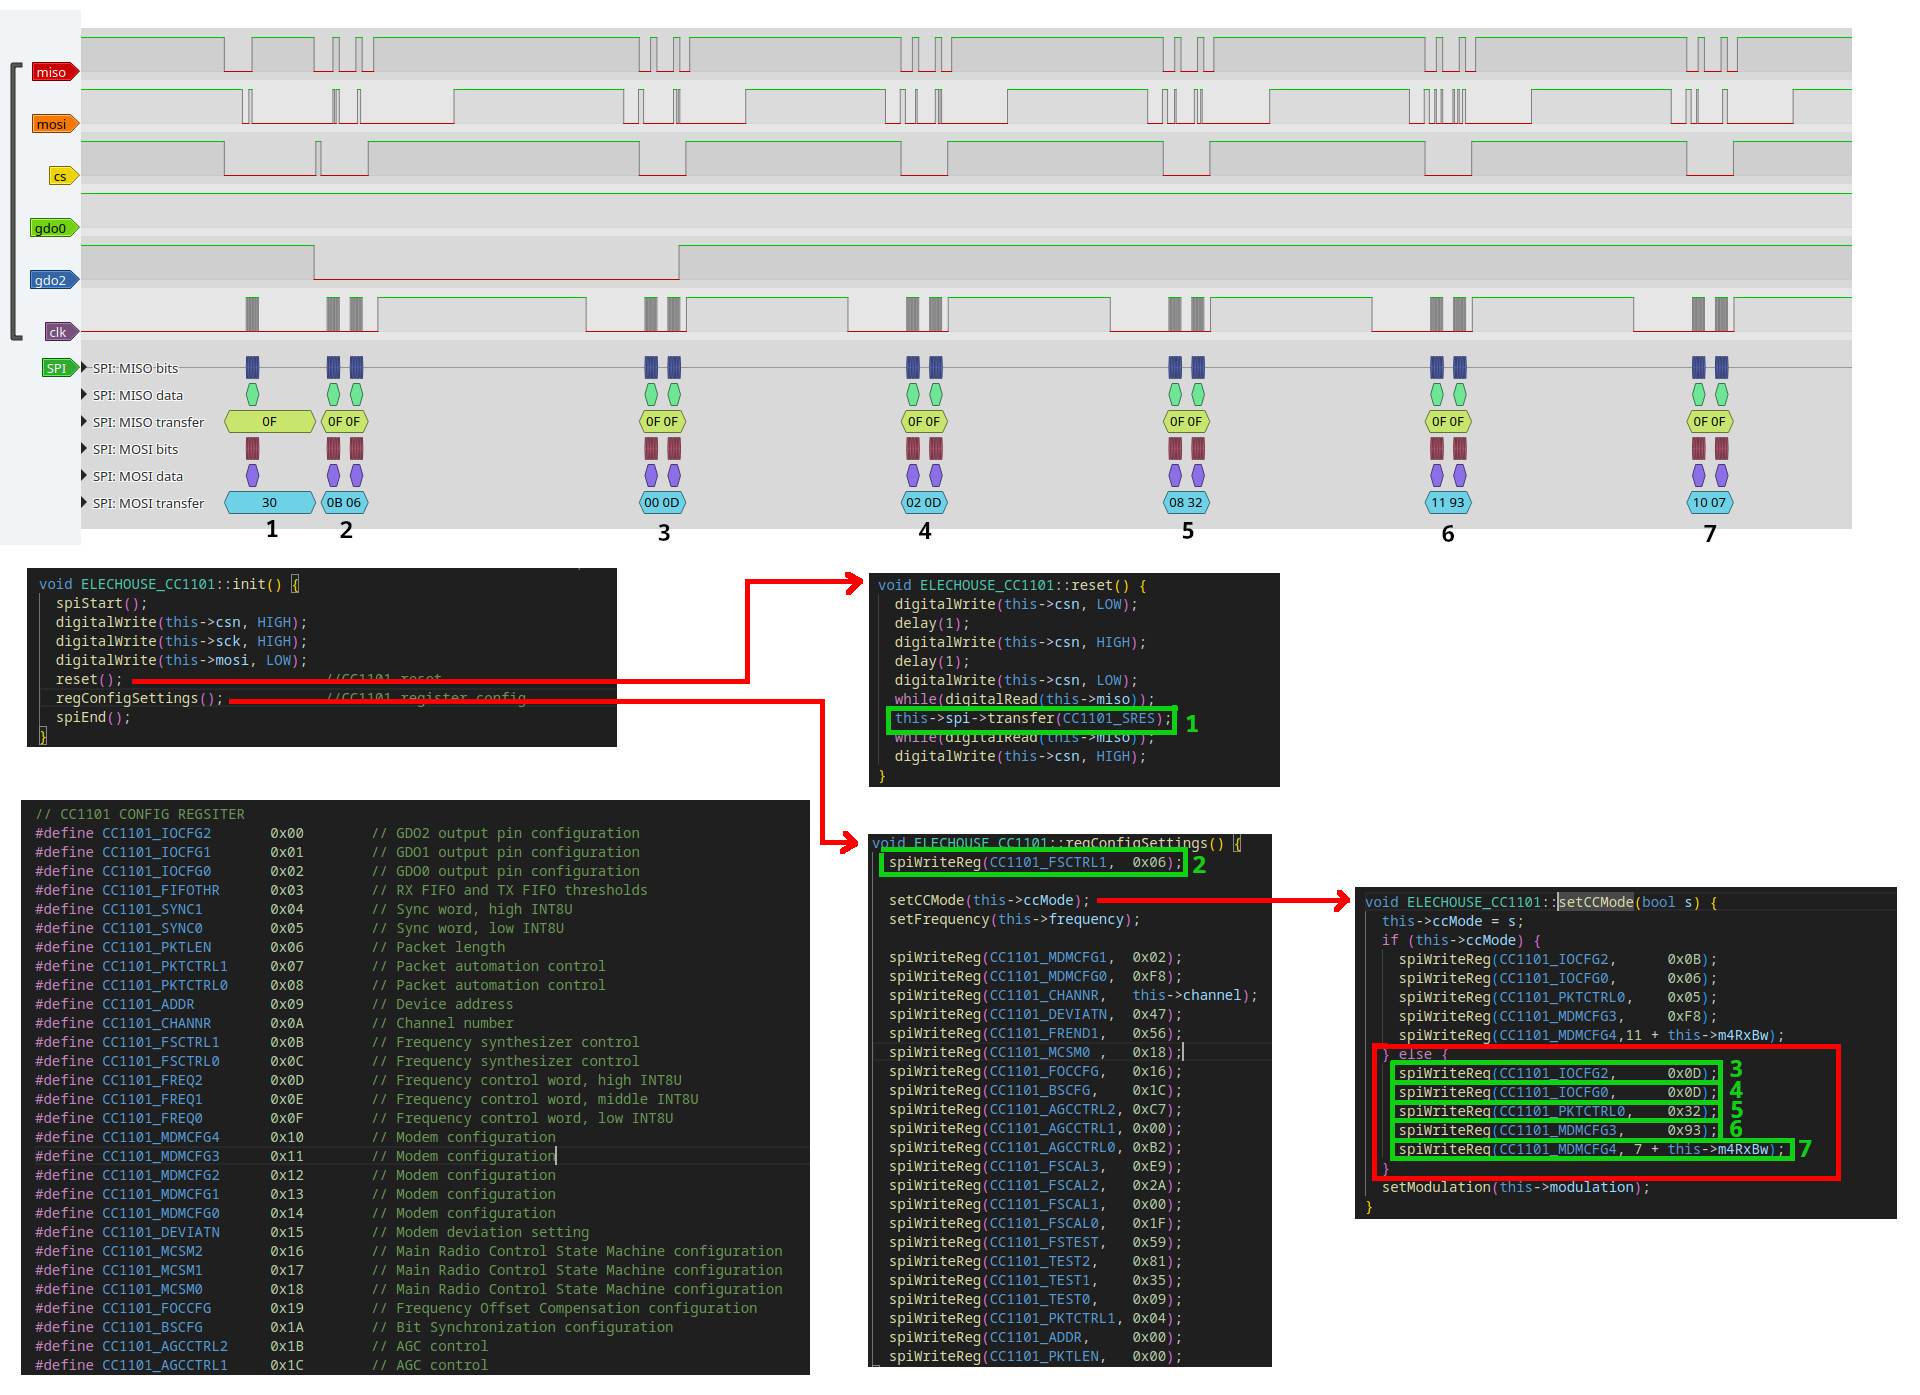 miso
mosi
cs
gdo0
gdo2
clk
SPI
SPI: MISO bits
SPI: MISO data
SPI: MISO transfer
0F
0F 0F
0F 0F
0F 0F
0F 0F
0F 0F
0F 0F
SPI: MOSI bits
SPI: MOSI data
SPI: MOSI transfer
30
0B 06
00 0D
02 0D
08 32
11 93
10 07
1
2
3
4
5
6
7
void ELECHOUSE_CC1101::init() {
spiStart();
digitalWrite(this->csn, HIGH);
digitalWrite(this->sck, HIGH);
digitalWrite(this->mosi, LOW);
reset(); //CC1101 reset
regConfigSettings(); //CC1101 register config
spiEnd();
}
void ELECHOUSE_CC1101::reset() {
digitalWrite(this->csn, LOW);
delay(1);
digitalWrite(this->csn, HIGH);
delay(1);
digitalWrite(this->csn, LOW);
while(digitalRead(this->miso));
this->spi->transfer(CC1101_SRES); 1
while(digitalRead(this->miso));
digitalWrite(this->csn, HIGH);
}
// CC1101 CONFIG REGSITER
#define CC1101_IOCFG2 0x00 // GDO2 output pin configuration
#define CC1101_IOCFG1 0x01 // GDO1 output pin configuration
#define CC1101_IOCFG0 0x02 // GDO0 output pin configuration
#define CC1101_FIFOTHR 0x03 // RX FIFO and TX FIFO thresholds
#define CC1101_SYNC1 0x04 // Sync word, high INT8U
#define CC1101_SYNC0 0x05 // Sync word, low INT8U
#define CC1101_PKTLEN 0x06 // Packet length
#define CC1101_PKTCTRL1 0x07 // Packet automation control
#define CC1101_PKTCTRL0 0x08 // Packet automation control
#define CC1101_ADDR 0x09 // Device address
#define CC1101_CHANNR 0x0A // Channel number
#define CC1101_FSCTRL1 0x0B // Frequency synthesizer control
#define CC1101_FSCTRL0 0x0C // Frequency synthesizer control
#define CC1101_FREQ2 0x0D // Frequency control word, high INT8U
#define CC1101_FREQ1 0x0E // Frequency control word, middle INT8U
#define CC1101_FREQ0 0x0F // Frequency control word, low INT8U
#define CC1101_MDMCFG4 0x10 // Modem configuration
#define CC1101_MDMCFG3 0x11 // Modem configuration
#define CC1101_MDMCFG2 0x12 // Modem configuration
#define CC1101_MDMCFG1 0x13 // Modem configuration
#define CC1101_MDMCFG0 0x14 // Modem configuration
#define CC1101_DEVIATN 0x15 // Modem deviation setting
#define CC1101_MCSM2 0x16 // Main Radio Control State Machine configuration
#define CC1101_MCSM1 0x17 // Main Radio Control State Machine configuration
#define CC1101_MCSM0 0x18 // Main Radio Control State Machine configuration
#define CC1101_FOCCFG 0x19 // Frequency Offset Compensation configuration
#define CC1101_BSCFG 0x1A // Bit Synchronization configuration
#define CC1101_AGCCTRL2 0x1B // AGC control
#define CC1101_AGCCTRL1 0x1C // AGC control
void ELECHOUSE_CC1101::regConfigSettings() {
spiWriteReg(CC1101_FSCTRL1, 0x06); 2
setCCMode(this->ccMode);
setFrequency(this->frequency);
spiWriteReg(CC1101_MDMCFG1, 0x02);
spiWriteReg(CC1101_MDMCFG0, 0xF8);
spiWriteReg(CC1101_CHANNR, this->channel);
spiWriteReg(CC1101_DEVIATN, 0x47);
spiWriteReg(CC1101_FREND1, 0x56);
spiWriteReg(CC1101_MCSM0 , 0x18);
spiWriteReg(CC1101_FOCCFG, 0x16);
spiWriteReg(CC1101_BSCFG, 0x1C);
spiWriteReg(CC1101_AGCCTRL2, 0xC7);
spiWriteReg(CC1101_AGCCTRL1, 0x00);
spiWriteReg(CC1101_AGCCTRL0, 0xB2);
spiWriteReg(CC1101_FSCAL3, 0xE9);
spiWriteReg(CC1101_FSCAL2, 0x2A);
spiWriteReg(CC1101_FSCAL1, 0x00);
spiWriteReg(CC1101_FSCAL0, 0x1F);
spiWriteReg(CC1101_FSTEST, 0x59);
spiWriteReg(CC1101_TEST2, 0x81);
spiWriteReg(CC1101_TEST1, 0x35);
spiWriteReg(CC1101_TEST0, 0x09);
spiWriteReg(CC1101_PKTCTRL1, 0x04);
spiWriteReg(CC1101_ADDR, 0x00);
spiWriteReg(CC1101_PKTLEN, 0x00);
void ELECHOUSE_CC1101::setCCMode(bool s) {
this->ccMode = s;
if (this->ccMode) {
spiWriteReg(CC1101_IOCFG2, 0x0B);
spiWriteReg(CC1101_IOCFG0, 0x06);
spiWriteReg(CC1101_PKTCTRL0, 0x05);
spiWriteReg(CC1101_MDMCFG3, 0xF8);
spiWriteReg(CC1101_MDMCFG4,11 + this->m4RxBw);
} else {
spiWriteReg(CC1101_IOCFG2, 0x0D); 3
spiWriteReg(CC1101_IOCFG0, 0x0D); 4
spiWriteReg(CC1101_PKTCTRL0, 0x32); 5
spiWriteReg(CC1101_MDMCFG3, 0x93); 6
spiWriteReg(CC1101_MDMCFG4, 7 + this->m4RxBw); 7
}
setModulation(this->modulation);
}